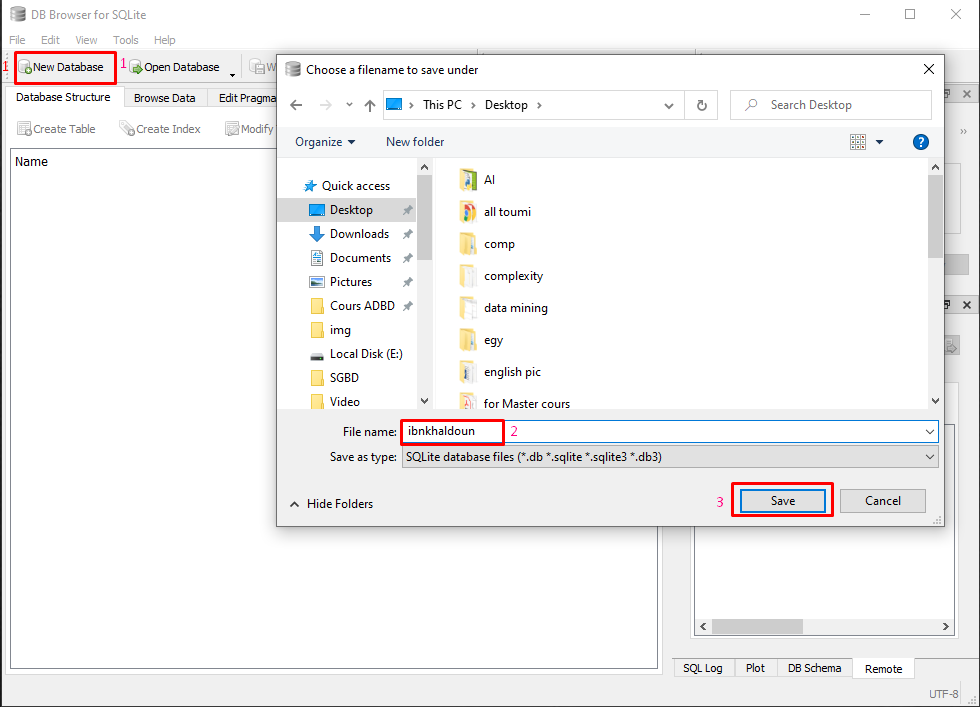 DB Browser for SQLite
File Edit View Tools Help
1 New Database 1 Open Database W
Database Structure Browse Data Edit Pragma
Create Table Create Index Modify
Name
Choose a filename to save under
This PC Desktop Search Desktop
Organize New folder ?
Quick access
Desktop
Downloads
Documents
Pictures
Cours ADBD
img
Local Disk (E:)
SGBD
Video
AI
all toumi
comp
complexity
data mining
egy
english pic
for Master cours
File name: ibnkhaldoun 2
Save as type: SQLite database files (*.db *.sqlite *.sqlite3 *.db3)
Hide Folders 3 Save Cancel
SQL Log Plot DB Schema Remote
UTF-8